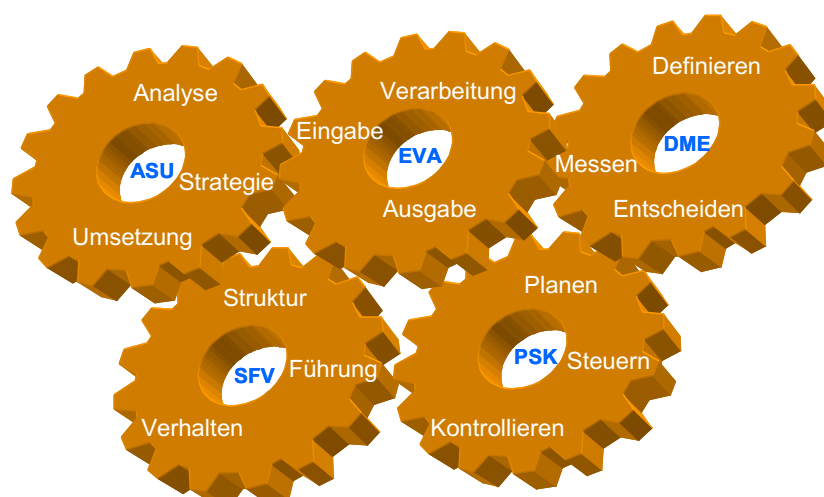 Analyse
ASU
Strategie
Umsetzung
Verarbeitung
Eingabe
EVA
Ausgabe
Definieren
DME
Messen
Entscheiden
Struktur
Führung
SFV
Verhalten
Planen
PSK
Steuern
Kontrollieren